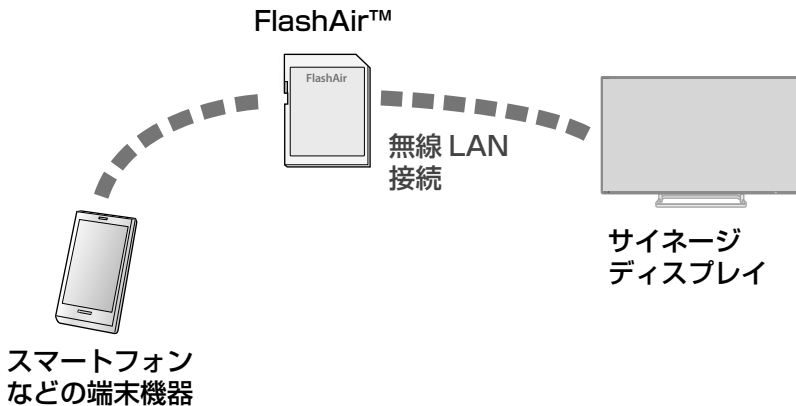 FlashAir™
FlashAir
無線 LAN
接続
サイネージ
ディスプレイ
スマートフォン
などの端末機器